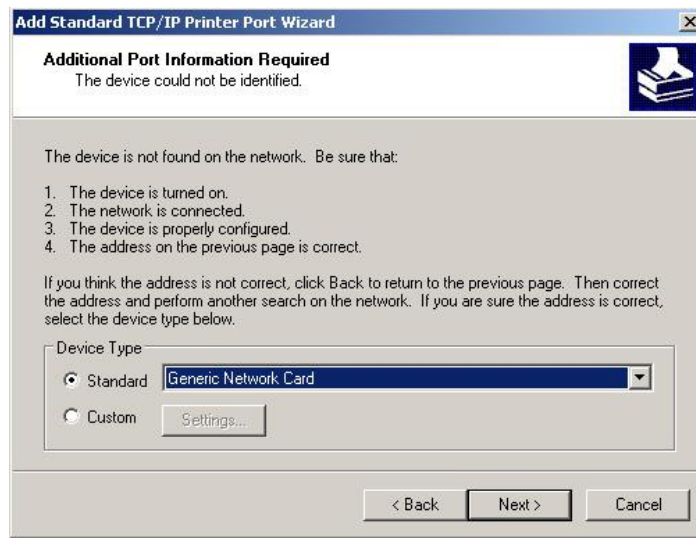 Add Standard TCP/IP Printer Port Wizard
Additional Port Information Required
The device could not be identified.
The device is not found on the network. Be sure that:
1. The device is turned on.
2. The network is connected.
3. The device is properly configured.
4. The address on the previous page is correct.
If you think the address is not correct, click Back to return to the previous page. Then correct
the address and perform another search on the network. If you are sure the address is correct,
select the device type below.
Device Type
Standard Generic Network Card
Custom Settings...
< Back Next > Cancel